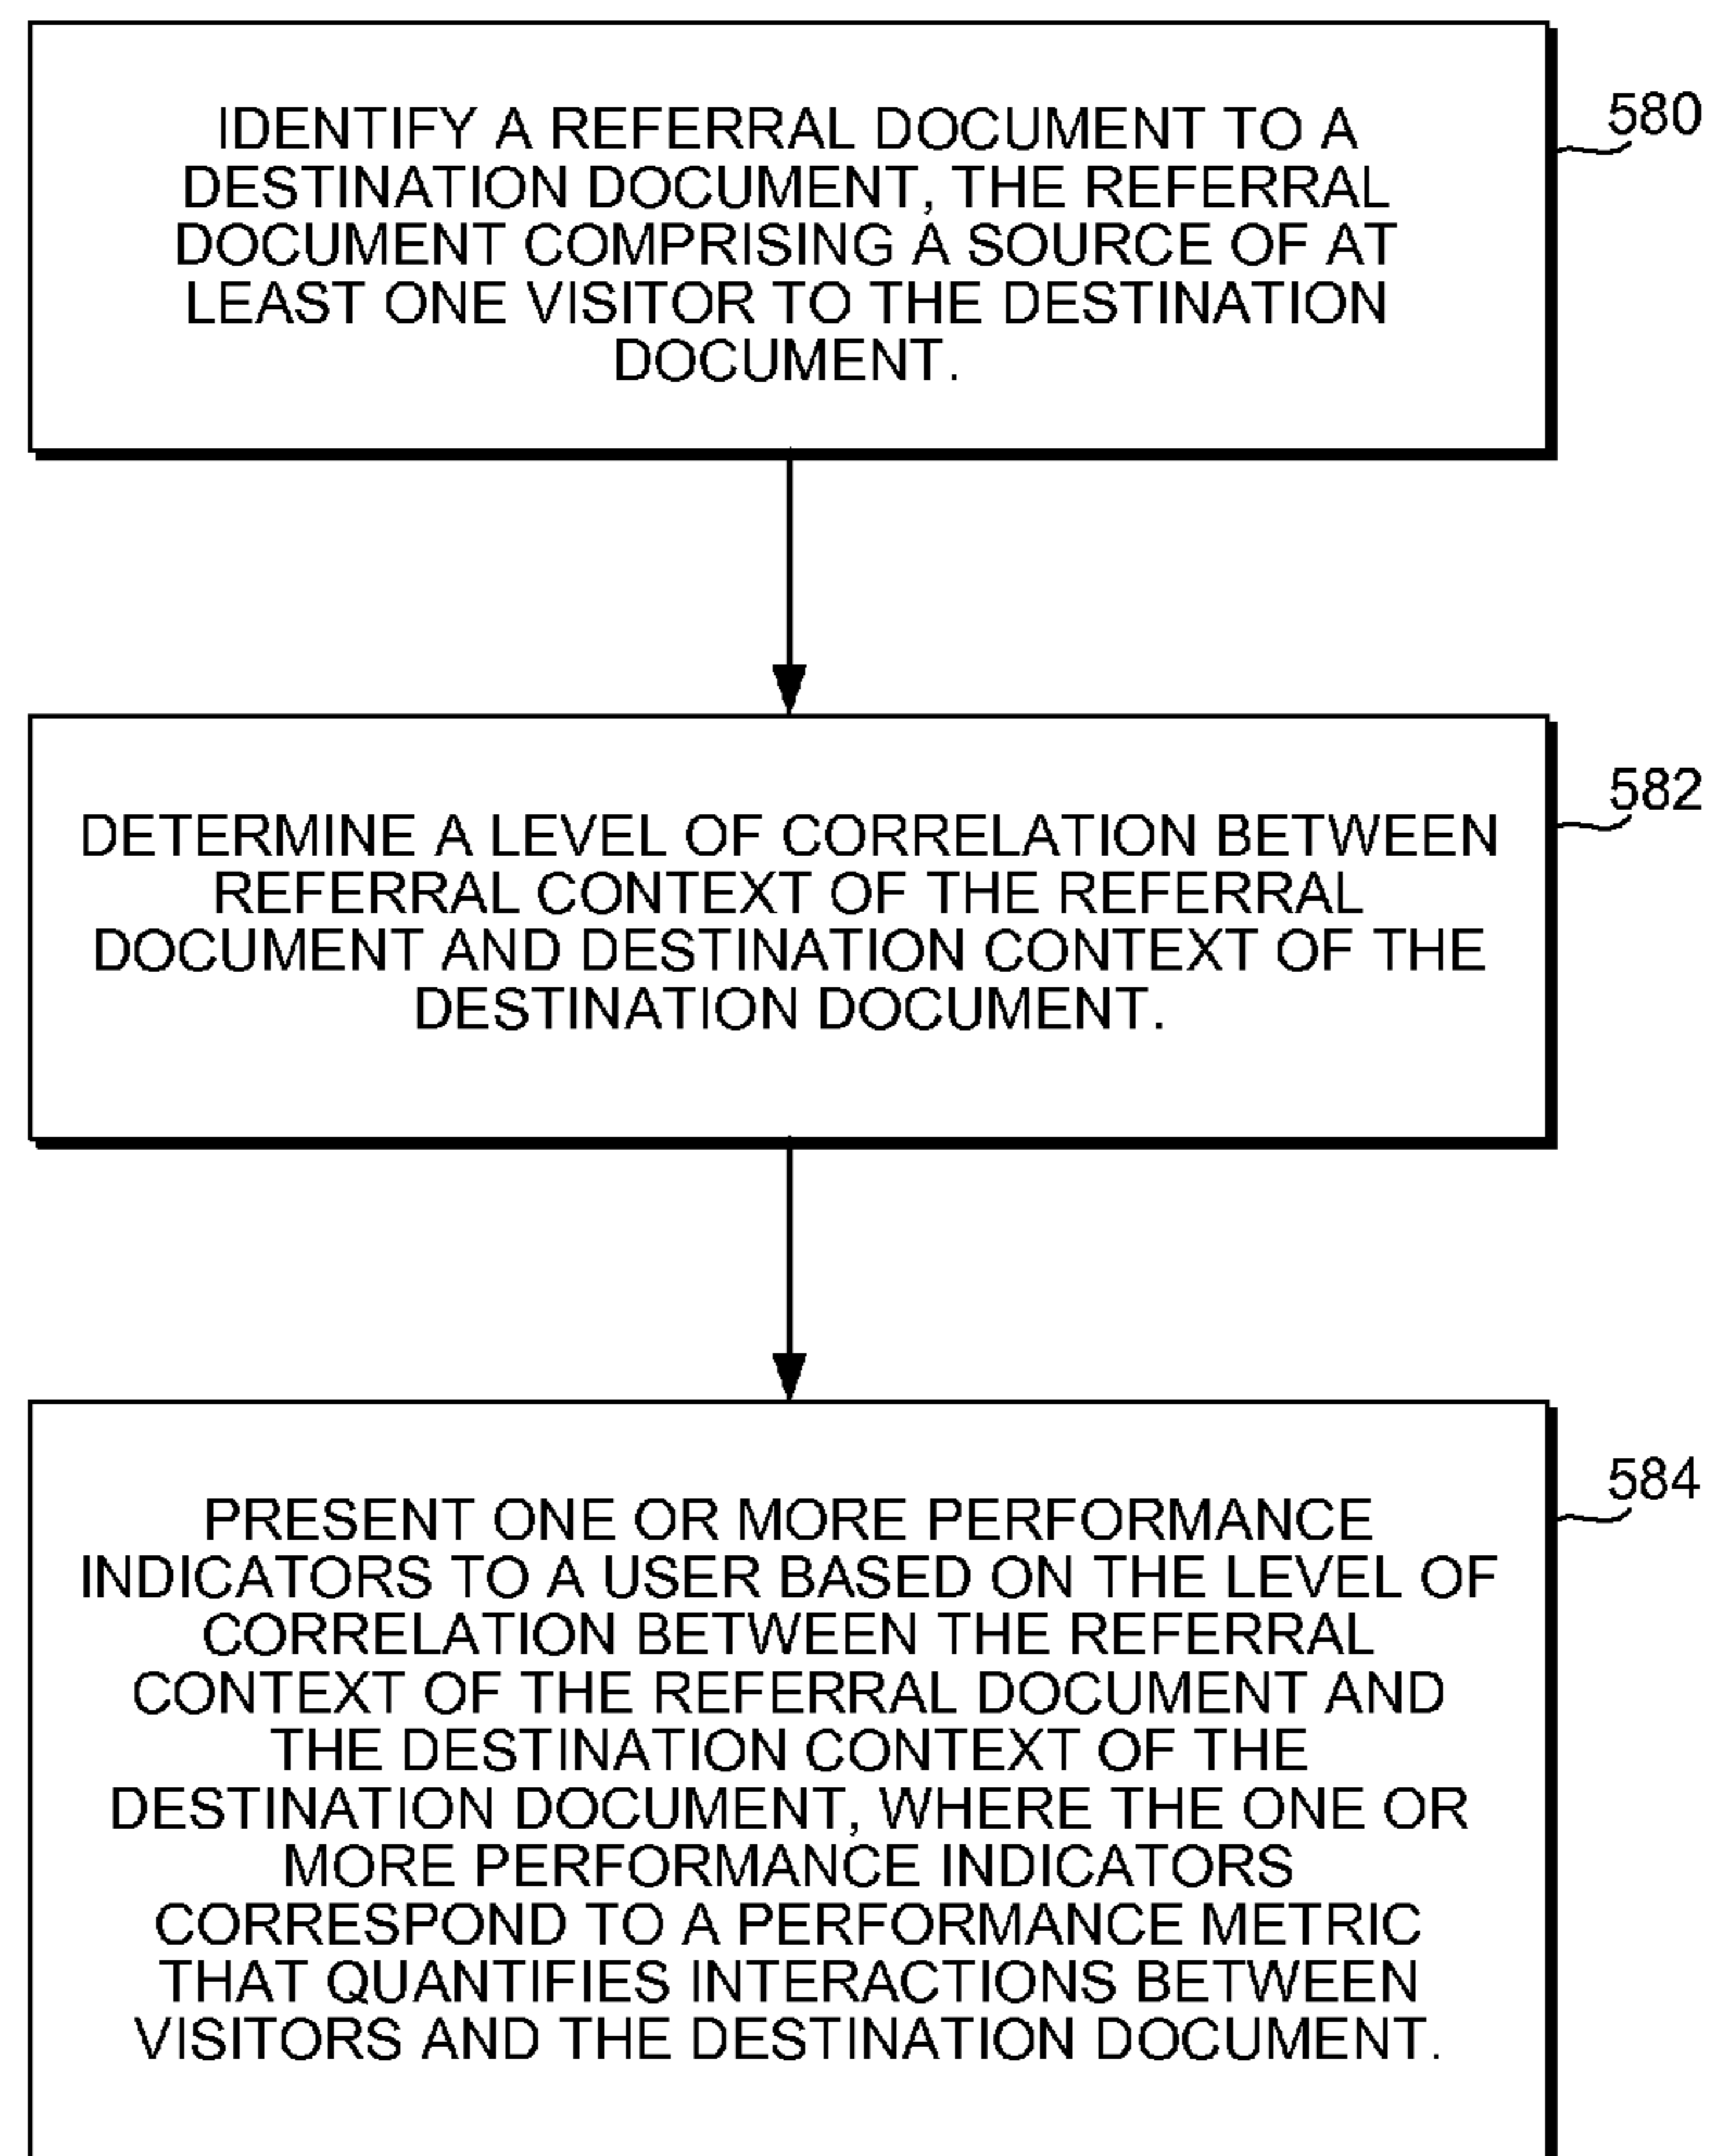 IDENTIFY A REFERRAL DOCUMENT TO A
DESTINATION DOCUMENT, THE REFERRAL
DOCUMENT COMPRISING A SOURCE OF AT
LEAST ONE VISITOR TO THE DESTINATION
DOCUMENT.
580
DETERMINE A LEVEL OF CORRELATION BETWEEN
REFERRAL CONTEXT OF THE REFERRAL
DOCUMENT AND DESTINATION CONTEXT OF THE
DESTINATION DOCUMENT.
582
PRESENT ONE OR MORE PERFORMANCE
INDICATORS TO A USER BASED ON THE LEVEL OF
CORRELATION BETWEEN THE REFERRAL
CONTEXT OF THE REFERRAL DOCUMENT AND
THE DESTINATION CONTEXT OF THE
DESTINATION DOCUMENT, WHERE THE ONE OR
MORE PERFORMANCE INDICATORS
CORRESPOND TO A PERFORMANCE METRIC
THAT QUANTIFIES INTERACTIONS BETWEEN
VISITORS AND THE DESTINATION DOCUMENT.
584